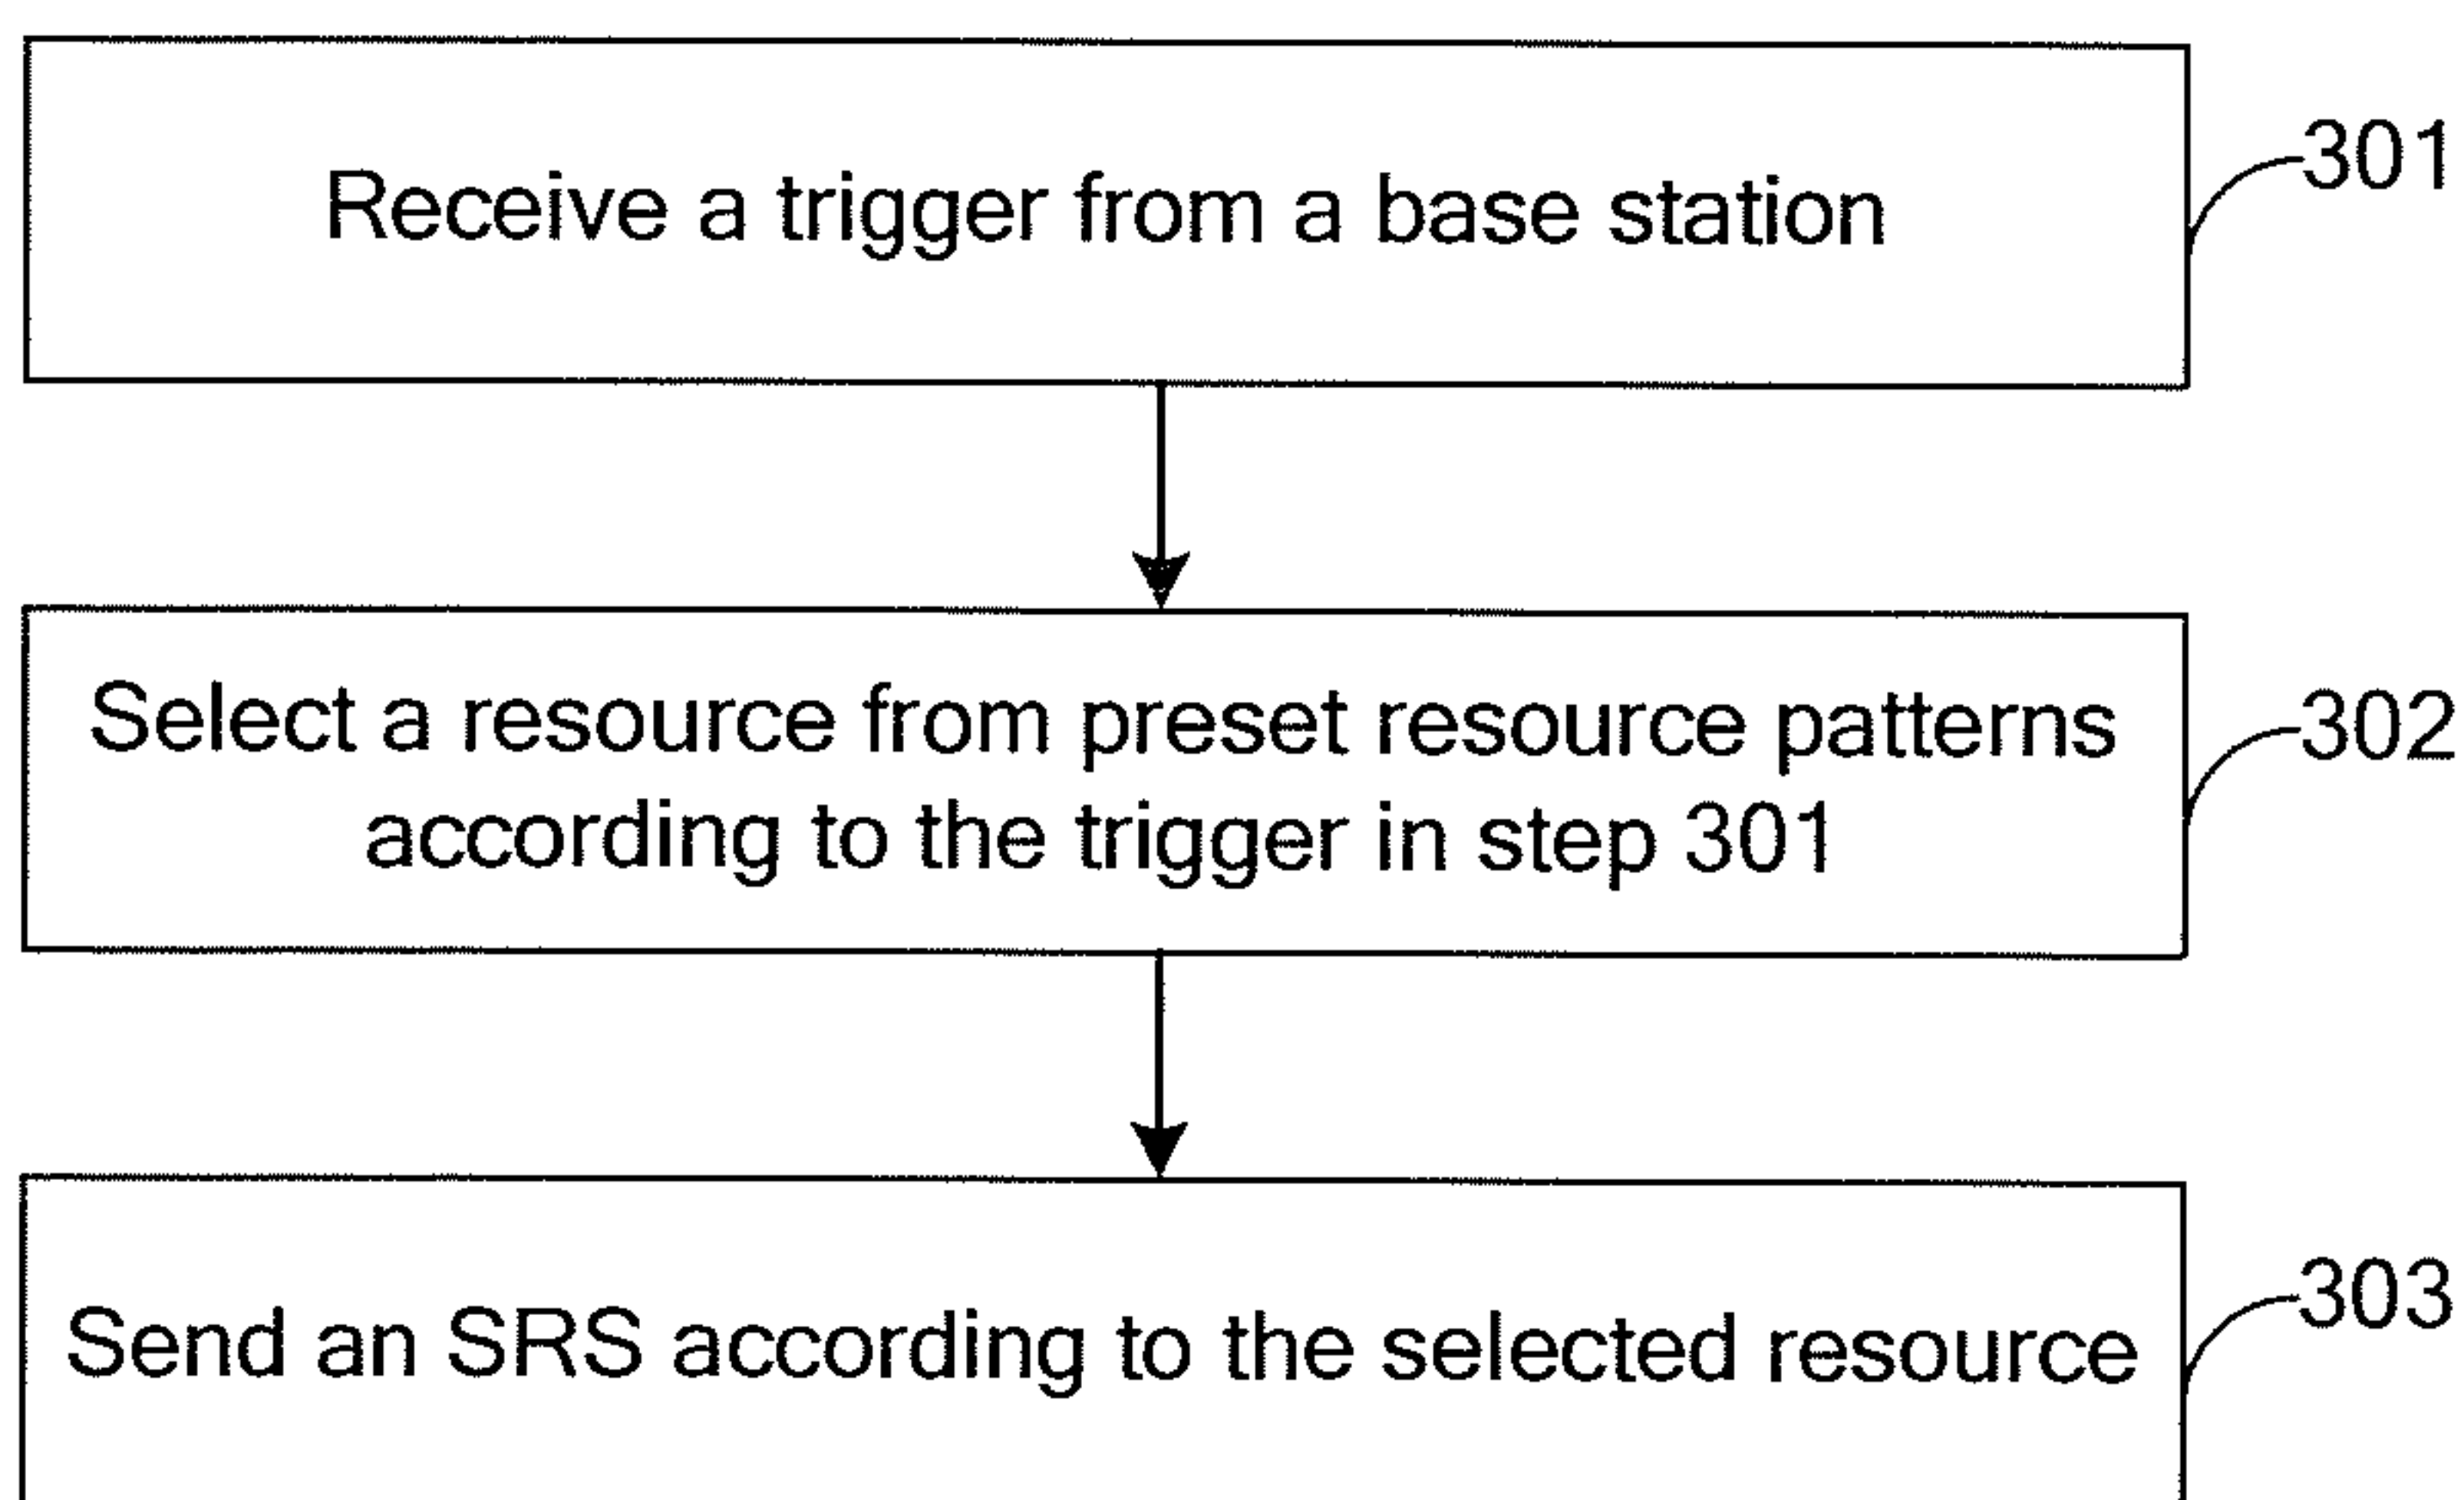 Receive a trigger from a base station
301
Select a resource from preset resource patterns
according to the trigger in step 301
302
Send an SRS according to the selected resource
303